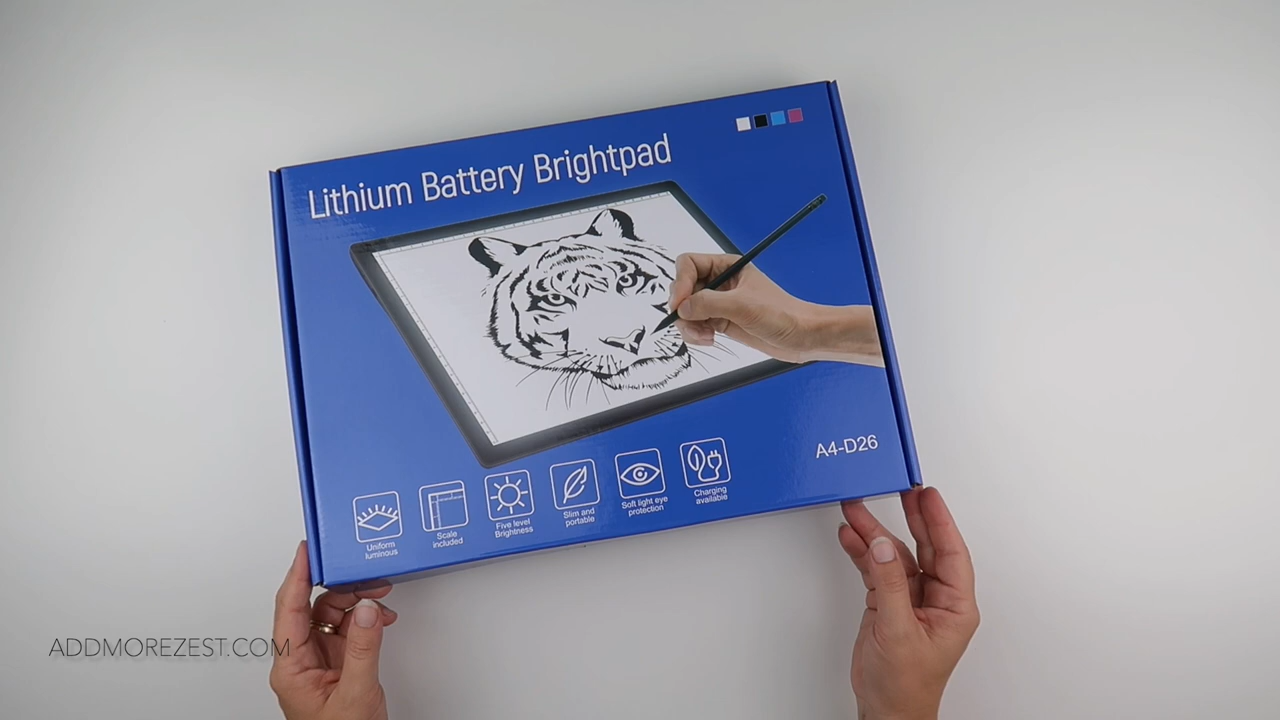 Lithium Battery Brightpad
A4-D26
Uniform
luminous
Scale
included
Five level
Brightness
Slim and
portable
Soft light eye
protection
Charging
available
ADDMOREZEST.COM